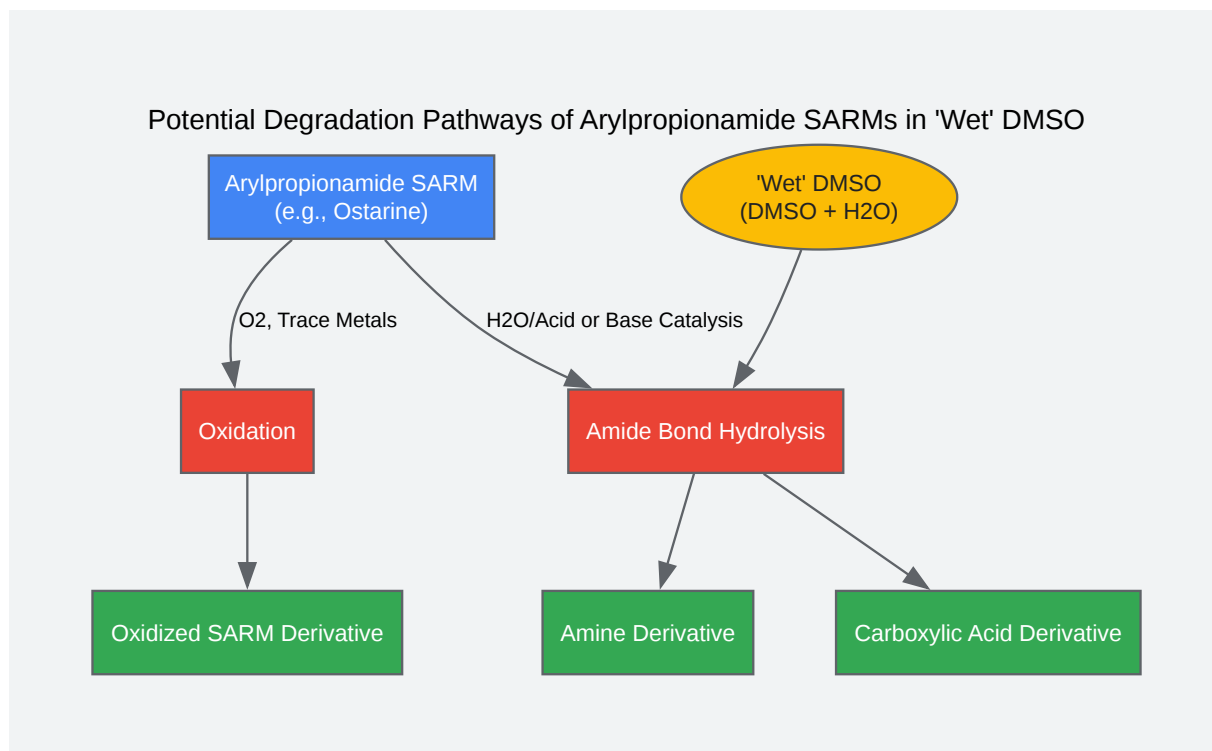 Potential Degradation Pathways of Arylpropionamide SARMs in 'Wet' DMSO
Arylpropionamide SARM
(e.g., Ostarine)
'Wet' DMSO
(DMSO + H2O)
O2, Trace Metals
H2O/Acid or Base Catalysis
Oxidation
Amide Bond Hydrolysis
Oxidized SARM Derivative
Amine Derivative
Carboxylic Acid Derivative